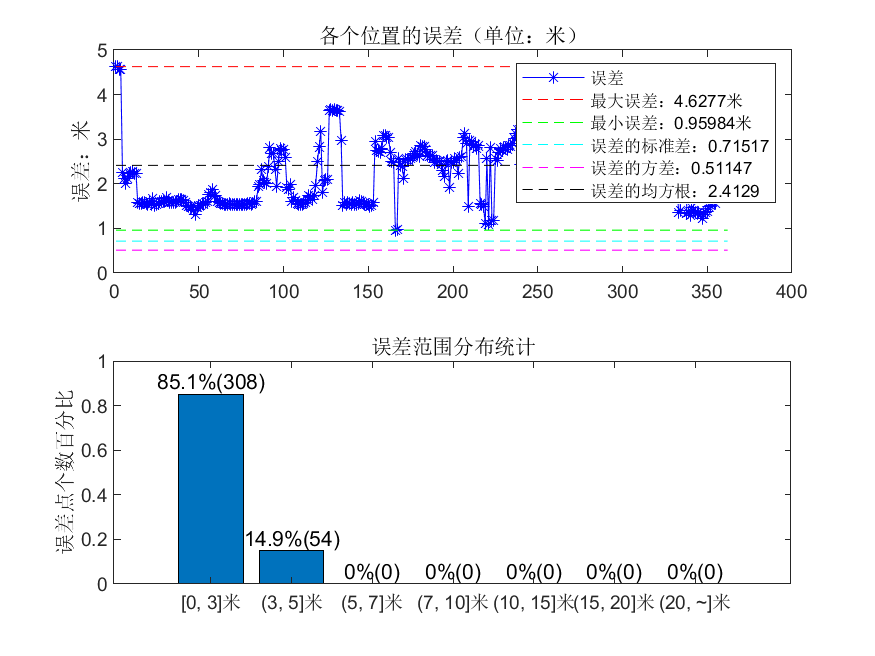 各个位置的误差（单位：米）
误差：米
5
4
3
2
1
0
误差
最大误差：4.6277米
最小误差：0.95984米
误差的标准差：0.71517
误差的方差：0.51147
误差的均方根：2.4129
0 50 100 150 200 250 300 350 400
误差范围分布统计
误差点个数百分比
1
0.8
0.6
0.4
0.2
0
85.1%(308)
14.9%(54)
0%(0) 0%(0) 0%(0) 0%(0) 0%(0)
[0, 3]米 (3, 5]米 (5, 7]米 (7, 10]米 (10, 15]米 (15, 20]米 (20, ~]米